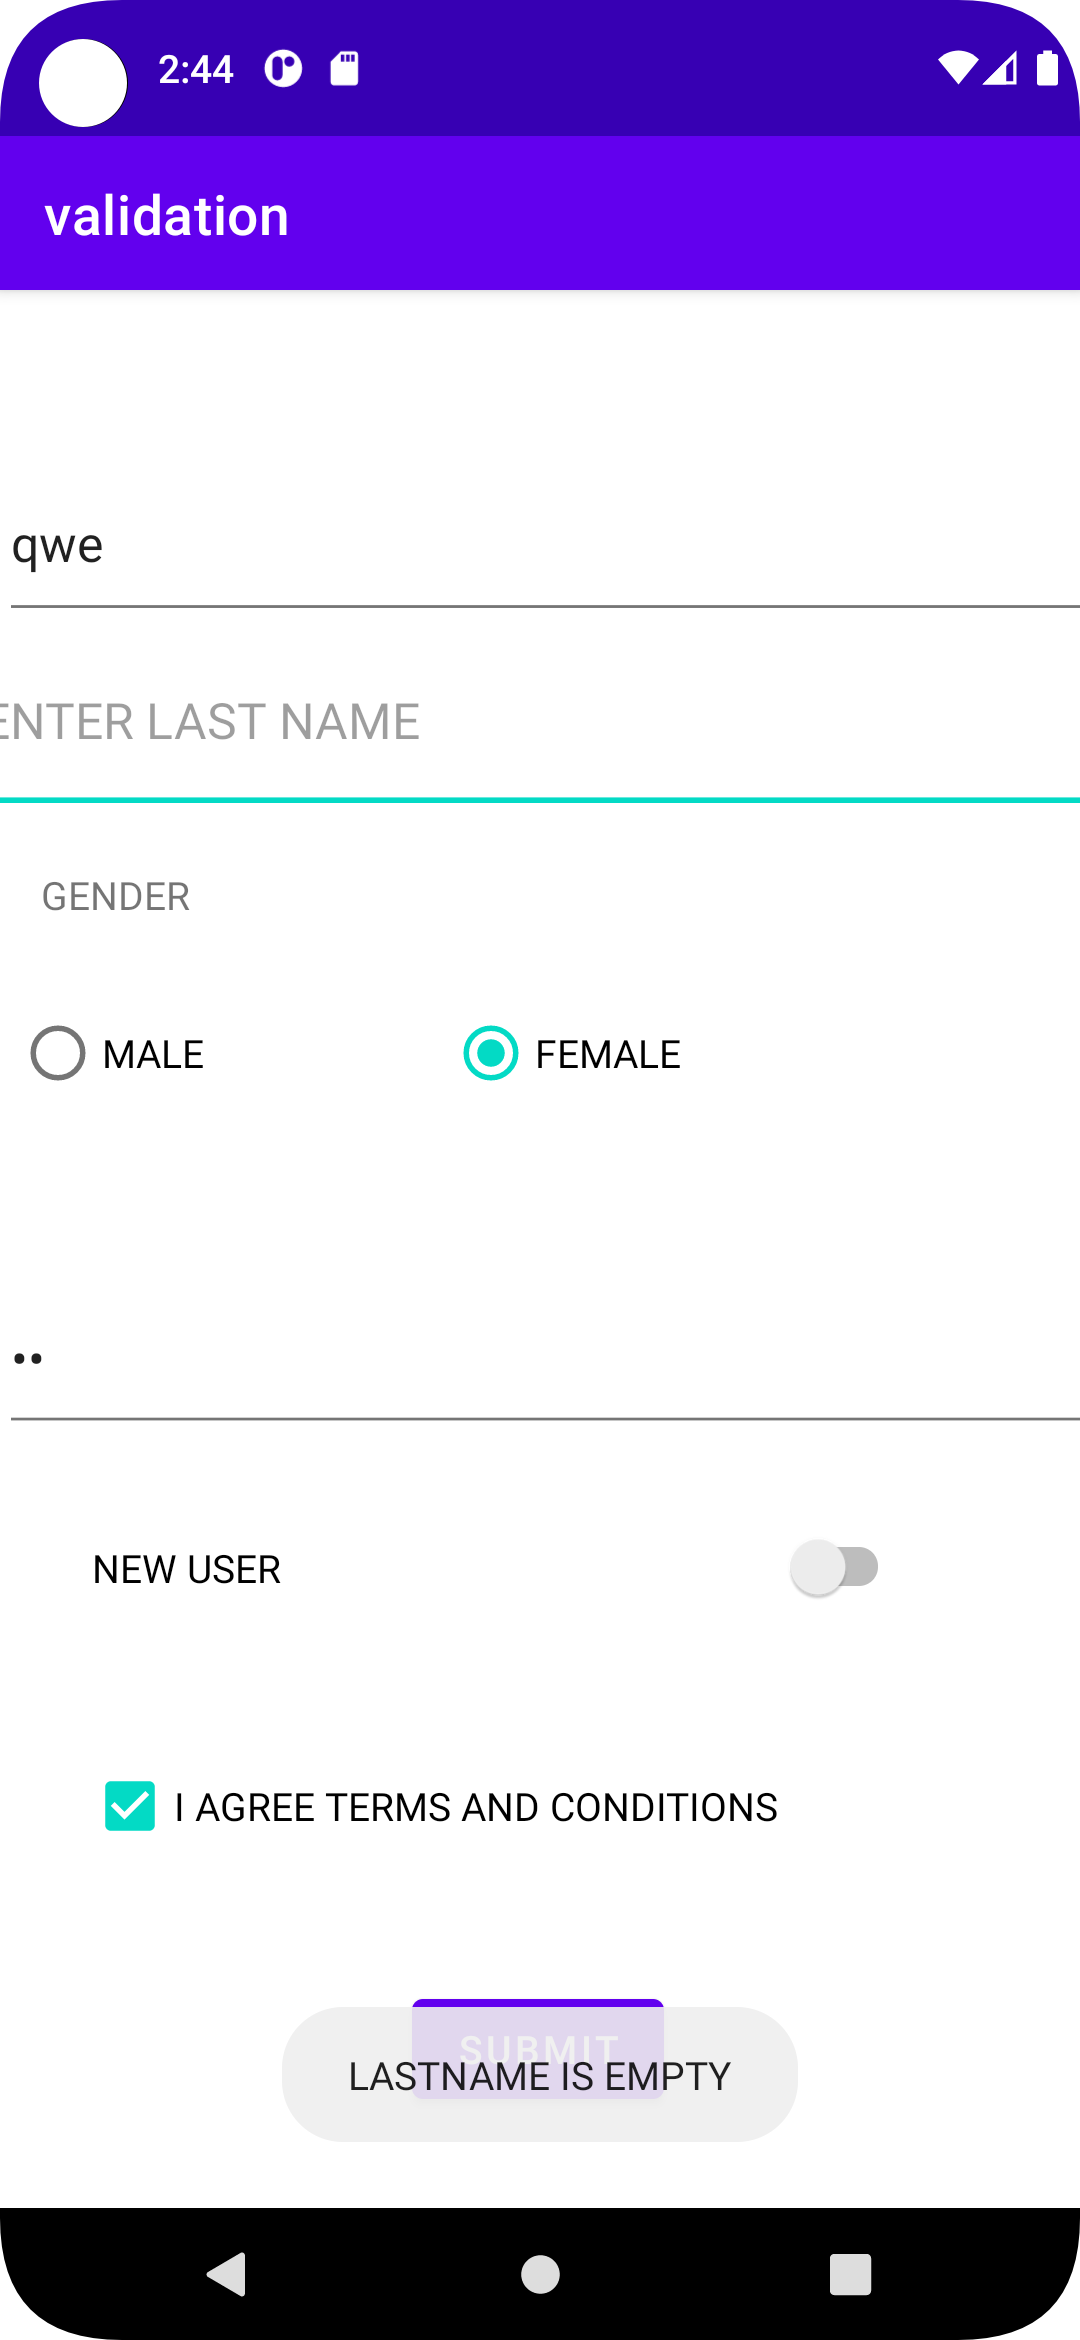 2:44
validation
qwe
ENTER LAST NAME
GENDER
MALE FEMALE
••
NEW USER
I AGREE TERMS AND CONDITIONS
SUBMIT
LASTNAME IS EMPTY